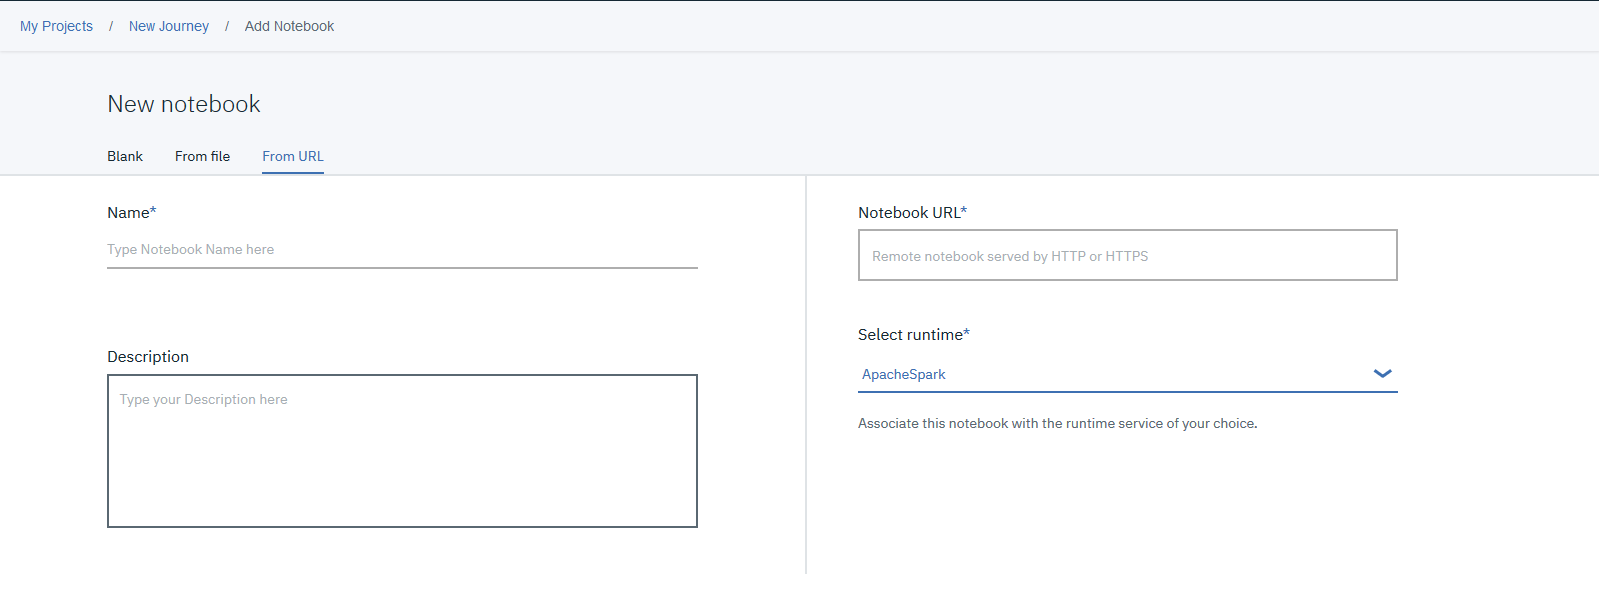 My Projects / New Journey / Add Notebook
New notebook
Blank From file From URL
Name*
Type Notebook Name here
Description
Type your Description here
Notebook URL*
Remote notebook served by HTTP or HTTPS
Select runtime*
ApacheSpark
Associate this notebook with the runtime service of your choice.